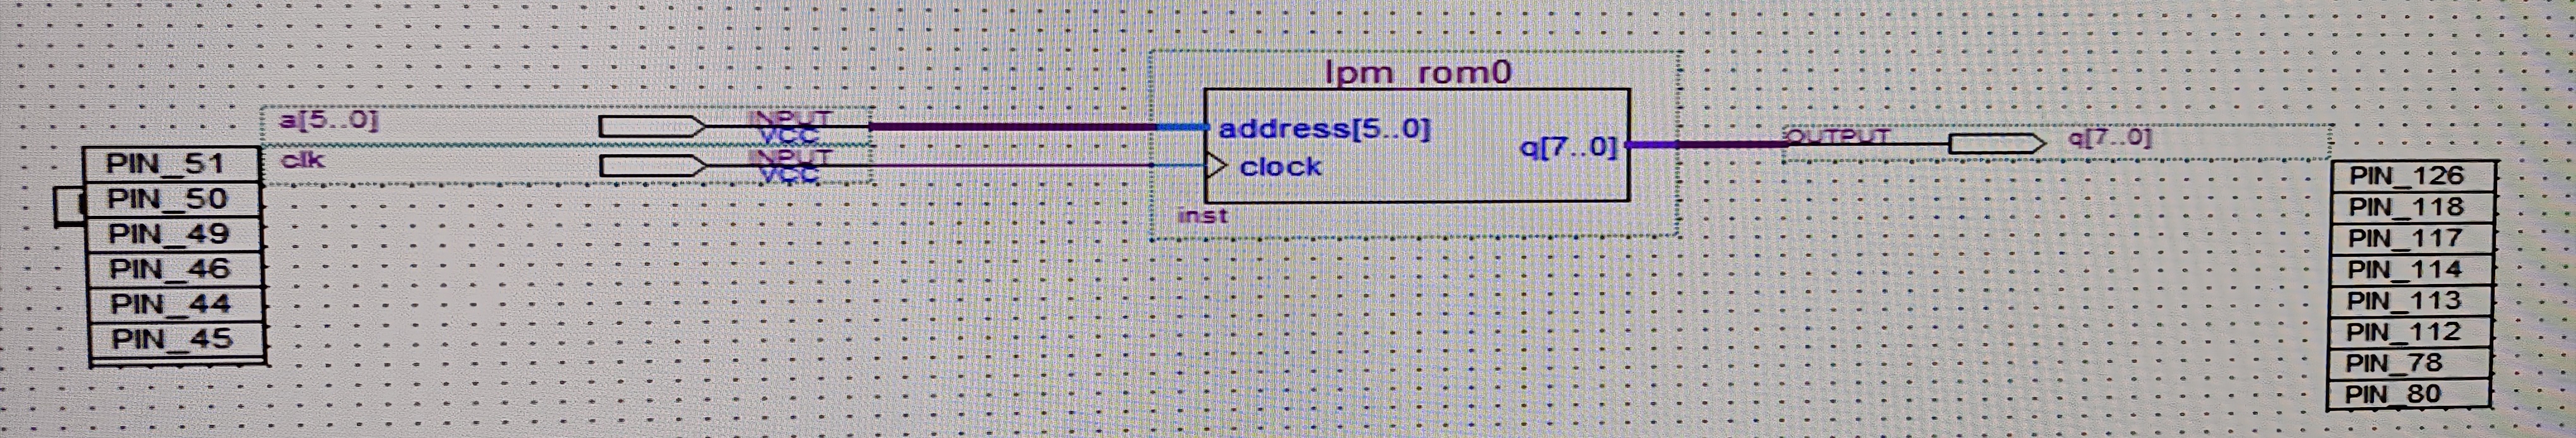 lpm_rom0
a[5..0]
INPUT
VCC
address[5..0]
clk
INPUT
VCC
clock
q[7..0]
inst
OUTPUT
q[7..0]
PIN_51
PIN_50
PIN_49
PIN_46
PIN_44
PIN_45
PIN_126
PIN_118
PIN_117
PIN_114
PIN_113
PIN_112
PIN_78
PIN_80